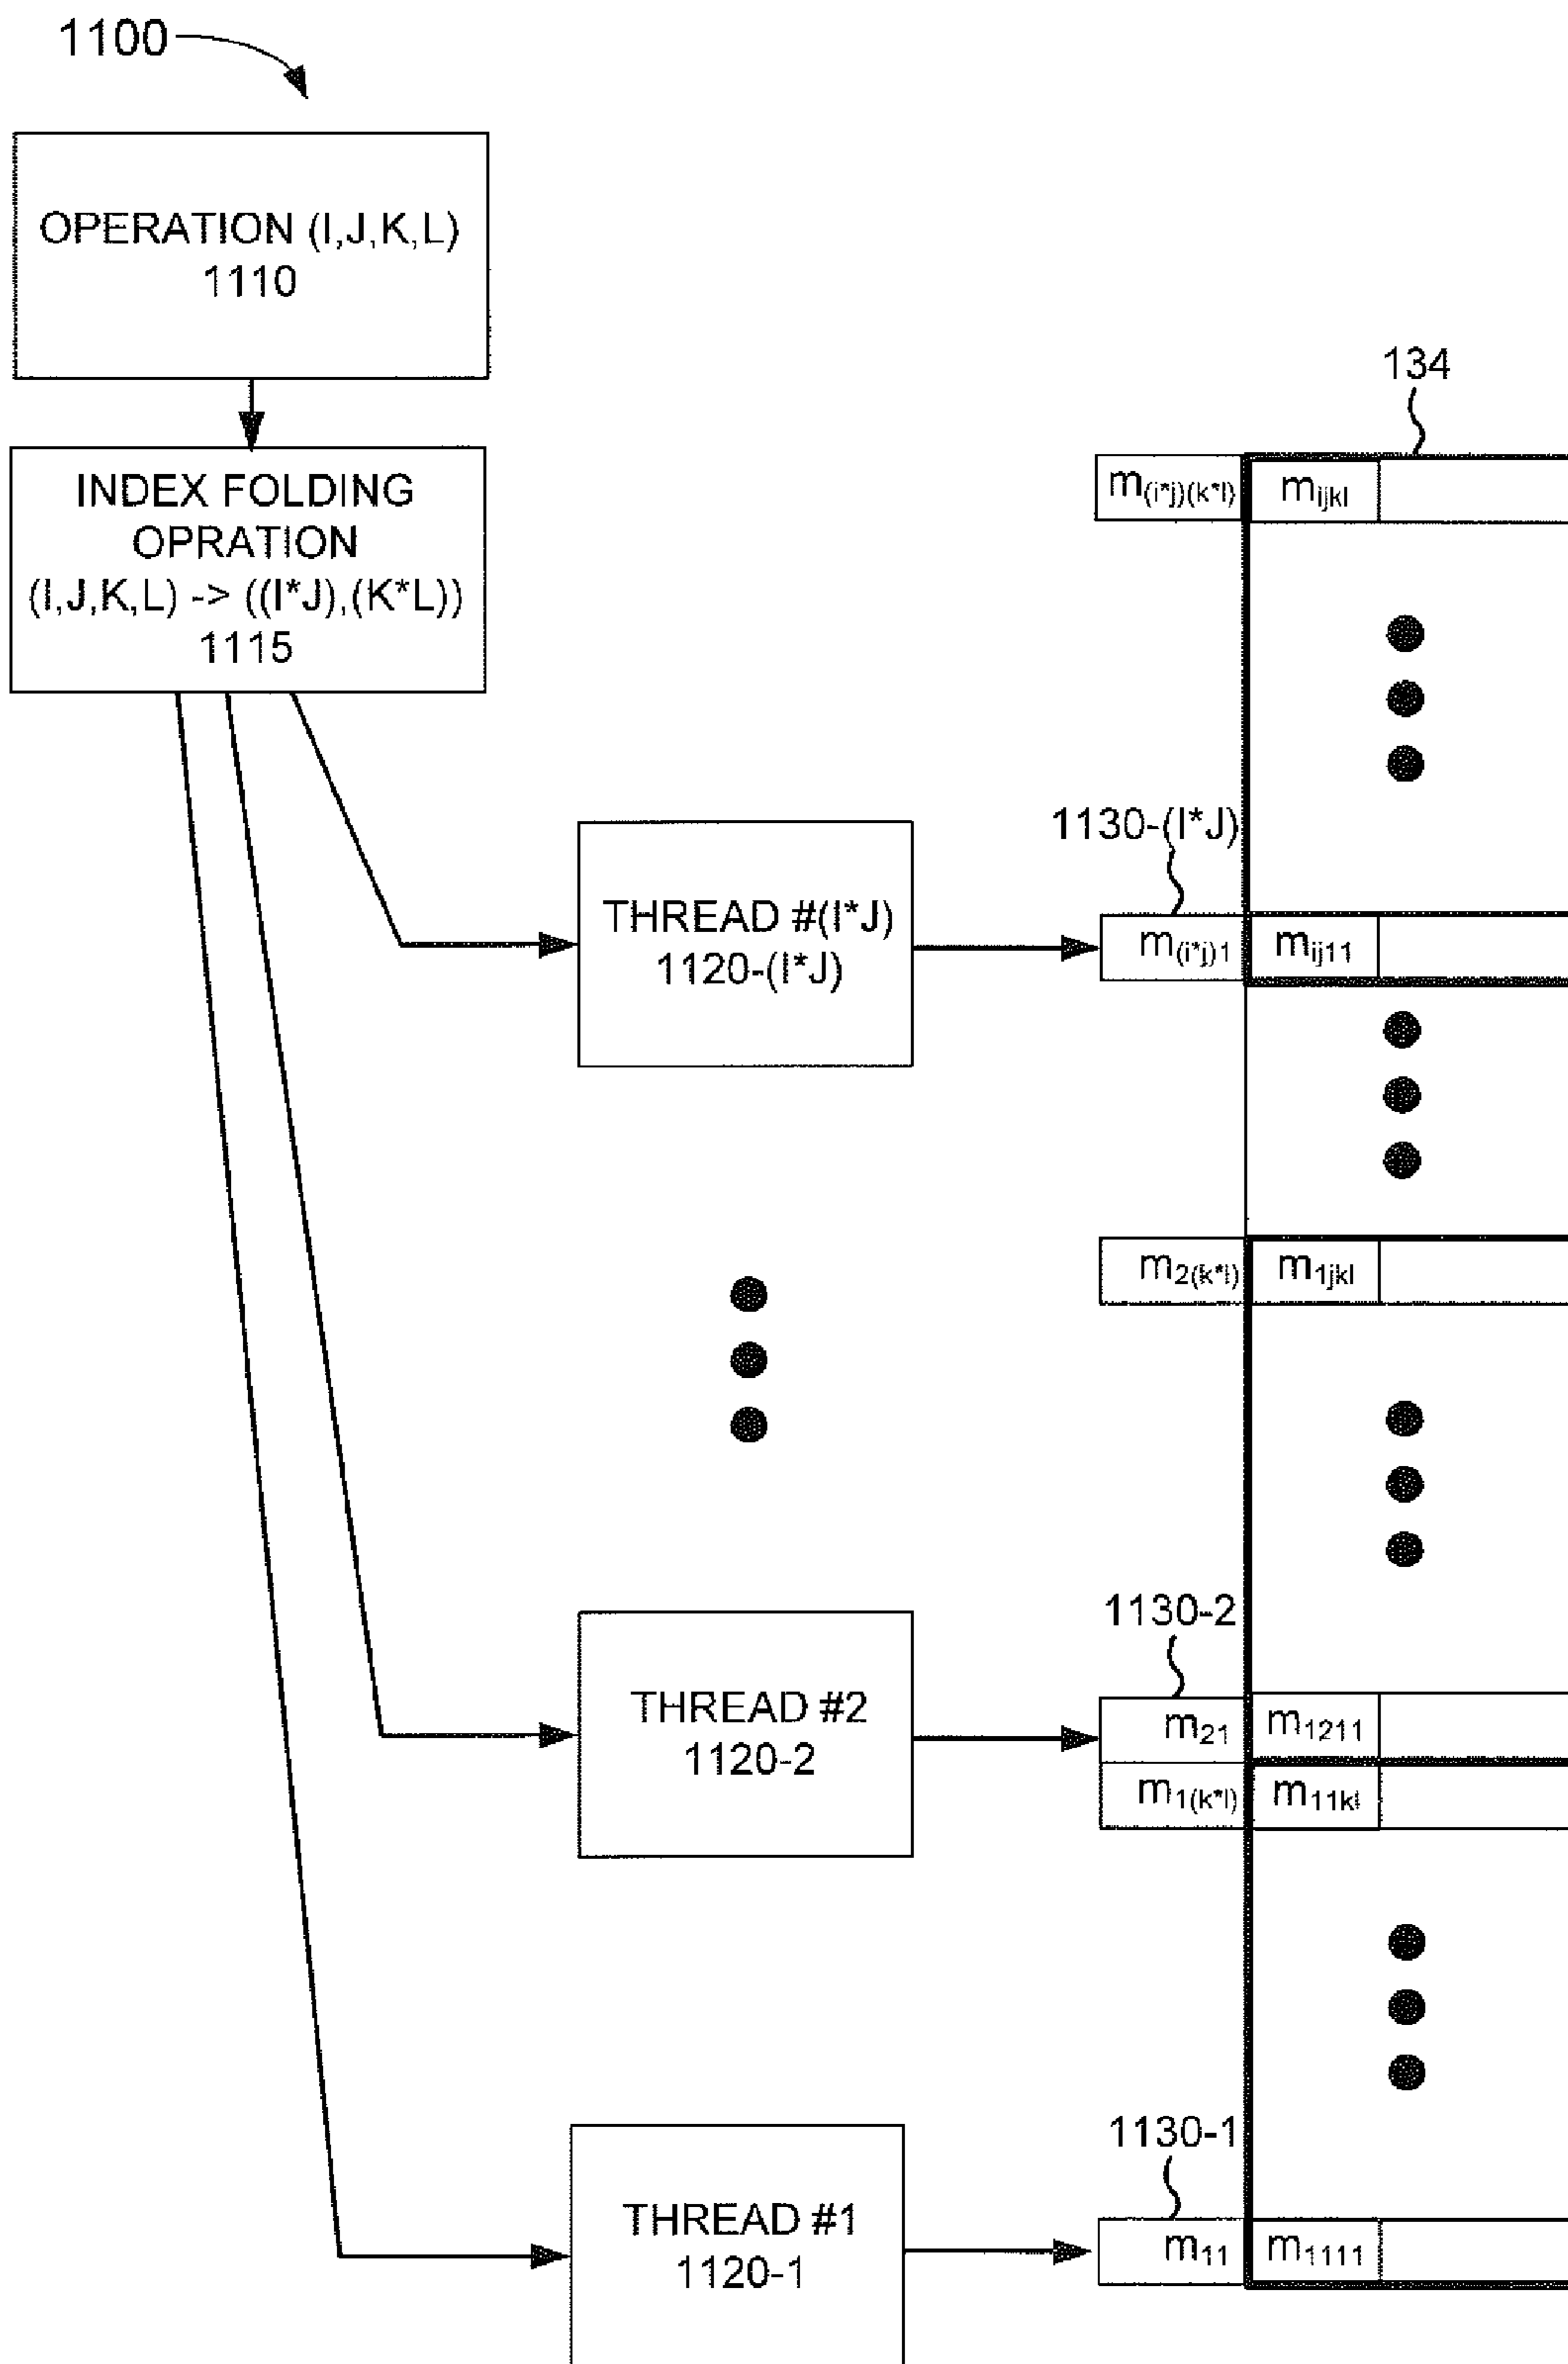 1100
OPERATION (I,J,K,L)
1110
INDEX FOLDING
OPRATION
(I,J,K,L) -> ((I*J),(K*L))
1115
134
m(i*j)(k*l) mijkl
1130-(I*J)
THREAD #(I*J)
1120-(I*J)
m(i*j)1 mij11
m2(k*l) m1jkl
1130-2
THREAD #2
1120-2
m21 m1211
m1(k*l) m11kl
1130-1
THREAD #1
1120-1
m11 m1111